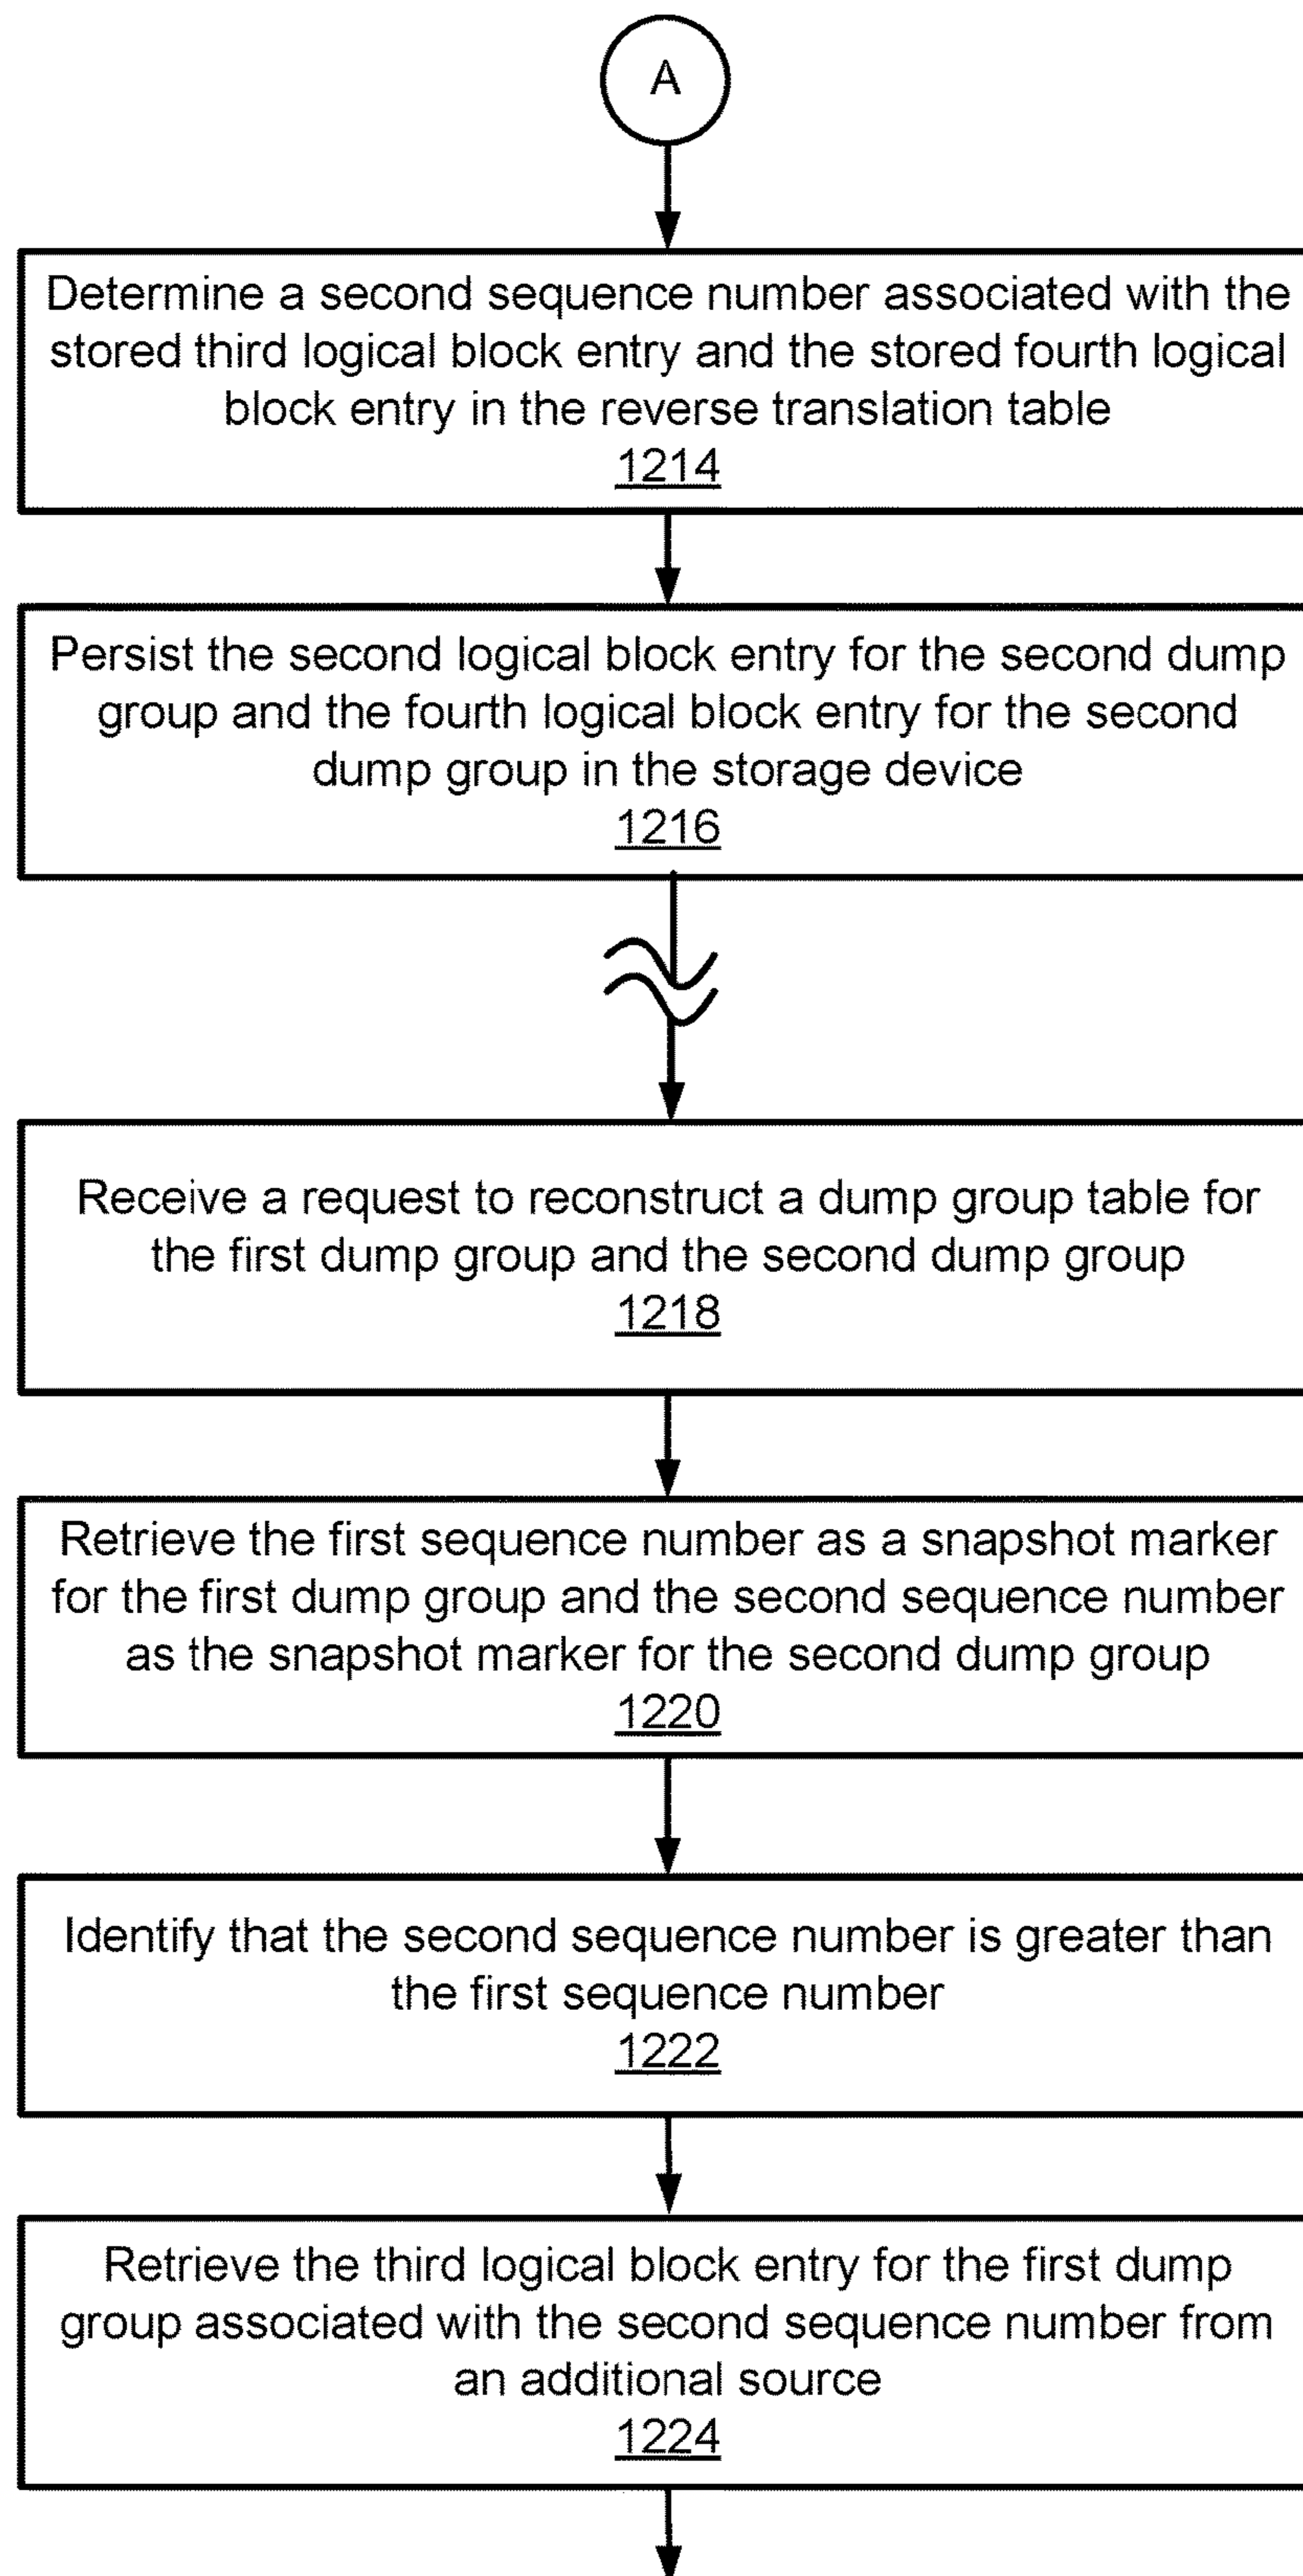 A
Determine a second sequence number associated with the
stored third logical block entry and the stored fourth logical
block entry in the reverse translation table
1214
Persist the second logical block entry for the second dump
group and the fourth logical block entry for the second
dump group in the storage device
1216
Receive a request to reconstruct a dump group table for
the first dump group and the second dump group
1218
Retrieve the first sequence number as a snapshot marker
for the first dump group and the second sequence number
as the snapshot marker for the second dump group
1220
Identify that the second sequence number is greater than
the first sequence number
1222
Retrieve the third logical block entry for the first dump
group associated with the second sequence number from
an additional source
1224